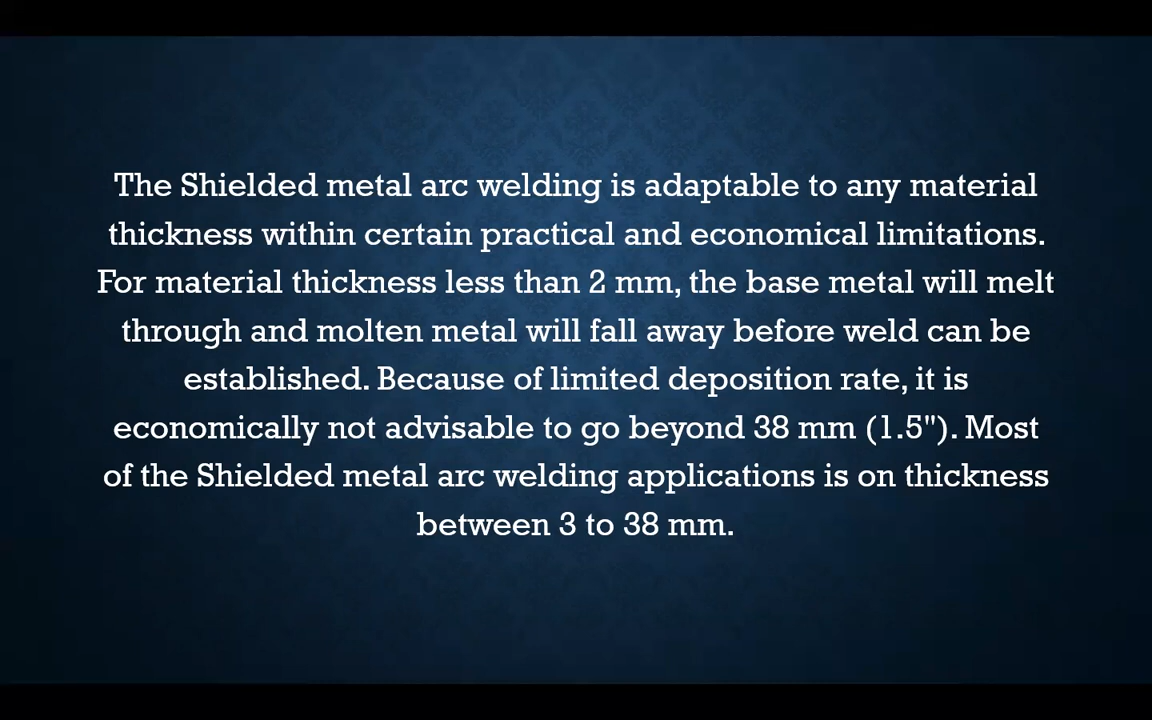 The Shielded metal arc welding is adaptable to any material
thickness within certain practical and economical limitations.
For material thickness less than 2 mm, the base metal will melt
through and molten metal will fall away before weld can be
established. Because of limited deposition rate, it is
economically not advisable to go beyond 38 mm (1.5"). Most
of the Shielded metal arc welding applications is on thickness
between 3 to 38 mm.